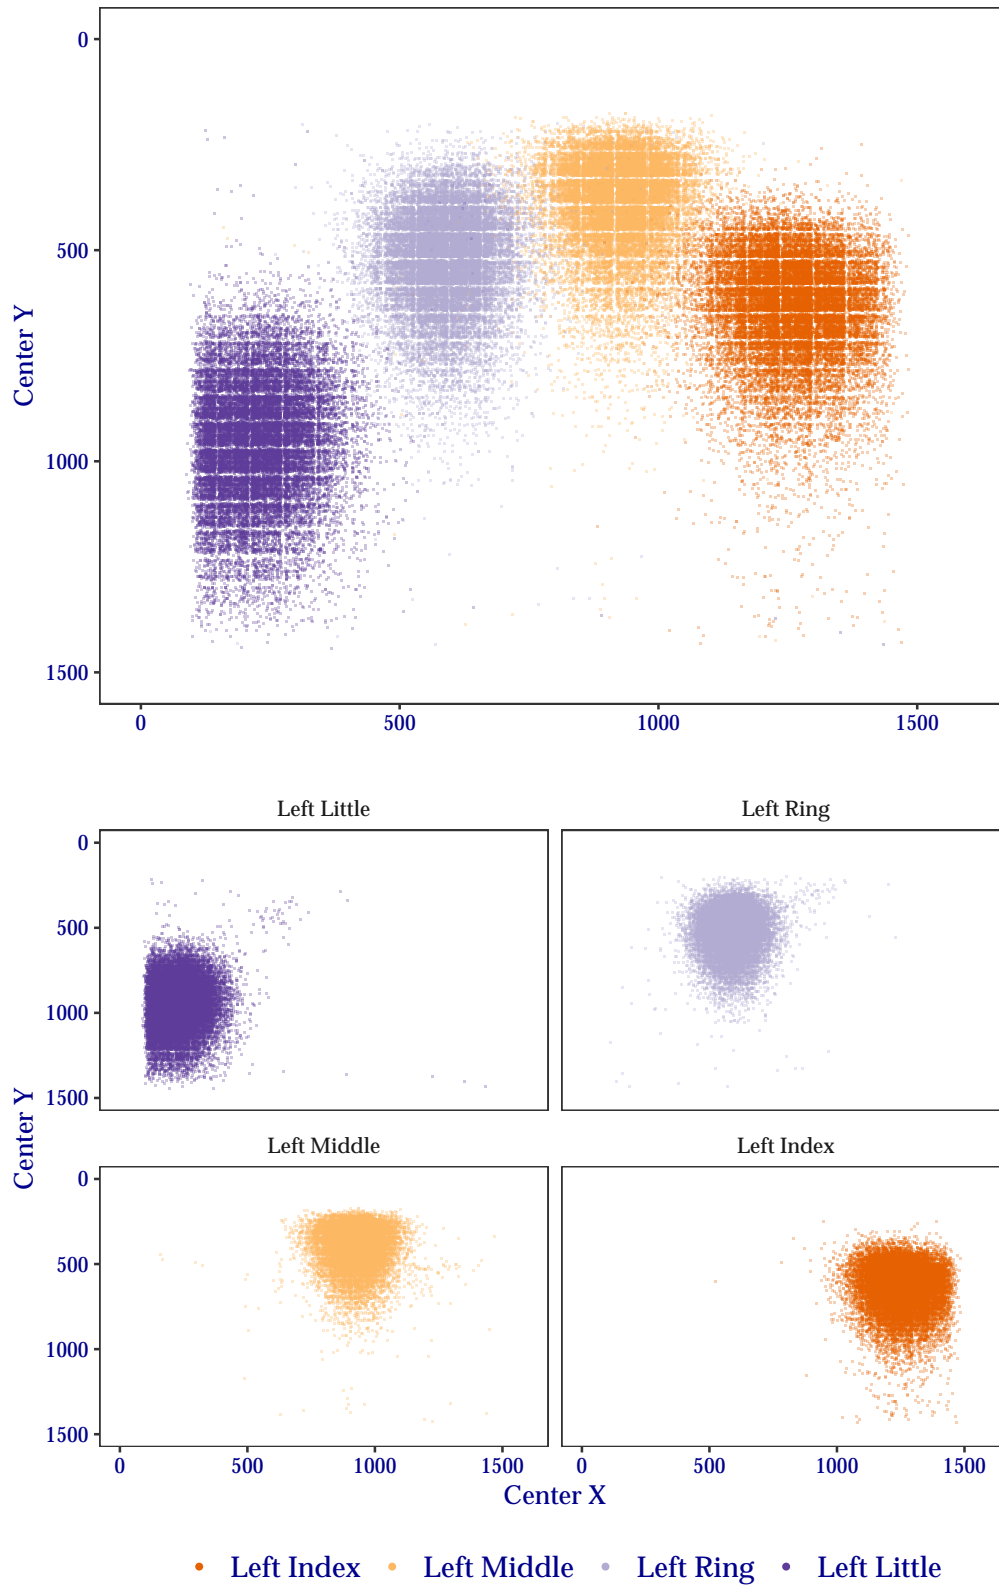 0
500
1000
1500
Center Y
0 500 1000 1500
Left Little Left Ring
0
500
1000
1500
Center Y
Left Middle Left Index
0
500
1000
1500
0 500 1000 1500 0 500 1000 1500
Center X
Left Index Left Middle Left Ring Left Little